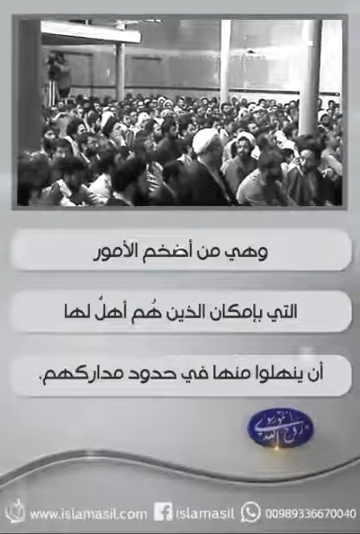 وهي من أضخم الأمور
التي بإمكان الذين هُم أهلٌ لها
أن ينهلوا منها في حدود مداركهم.
www.islamasil.com islamasil 00989336670040